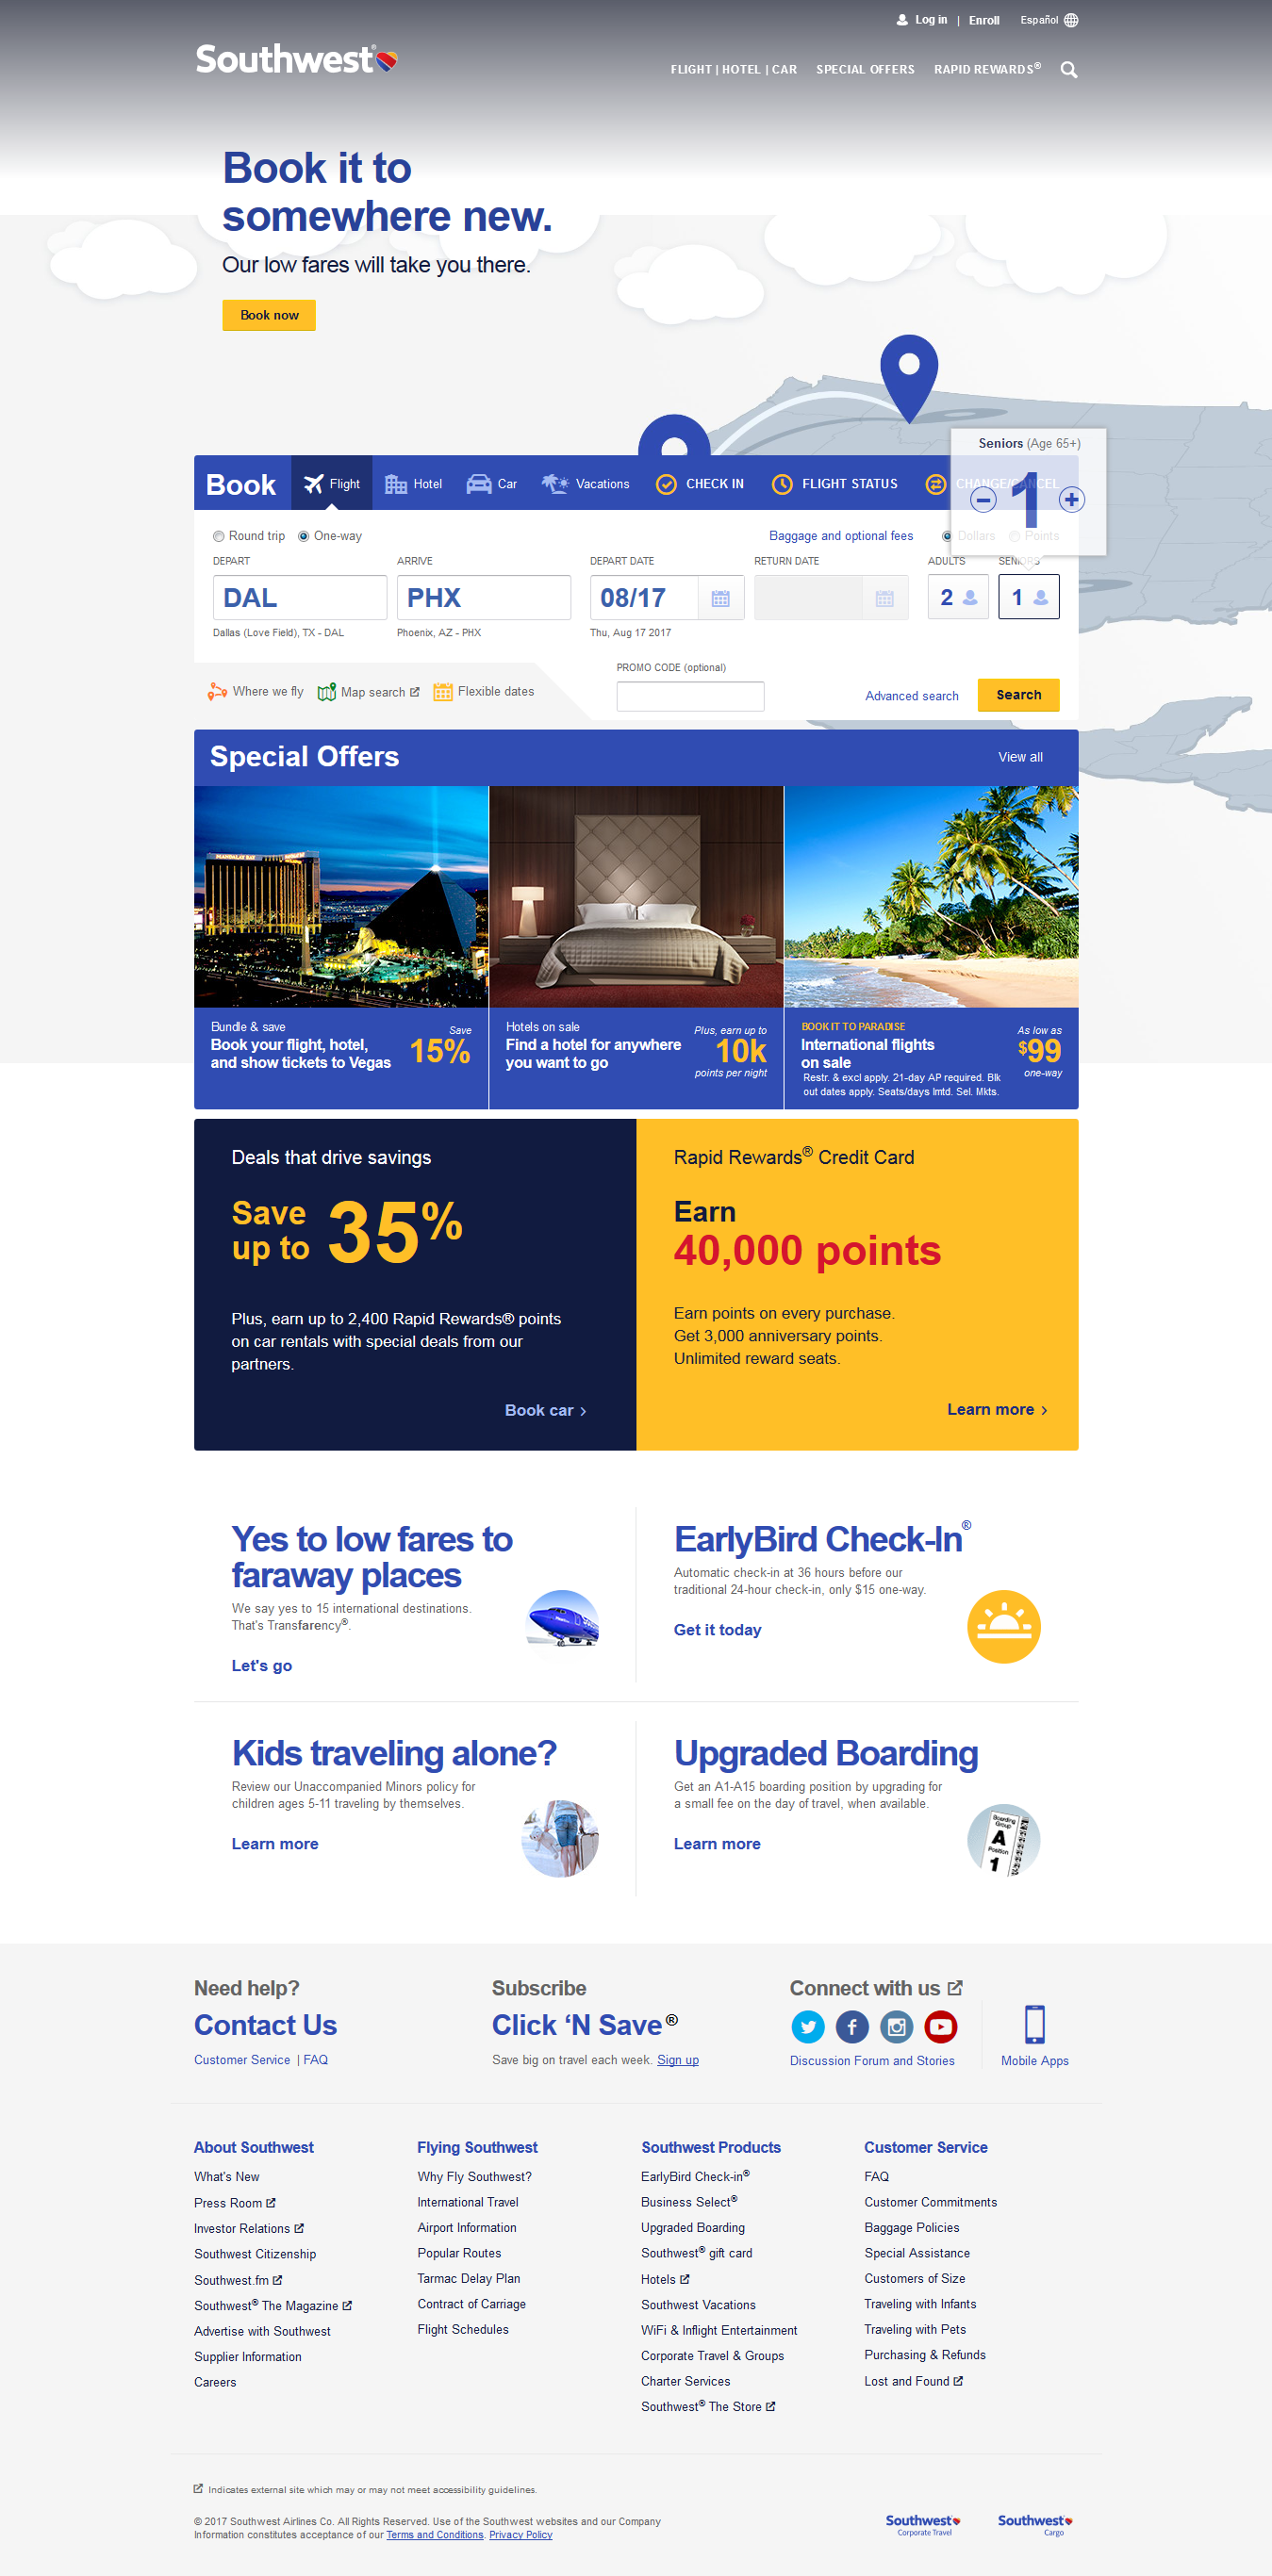 Log in | Enroll Español
Southwest®
FLIGHT | HOTEL | CAR SPECIAL OFFERS RAPID REWARDS®
Book it to
somewhere new.
Our low fares will take you there.
Book now
Seniors (Age 65+)
1
Book Flight Hotel Car Vacations CHECK IN FLIGHT STATUS CHANGE/CANCEL
Round trip One-way Baggage and optional fees Dollars Points
DEPART ARRIVE DEPART DATE RETURN DATE ADULTS SENIORS
DAL PHX 08/17 2 1
Dallas (Love Field), TX - DAL Phoenix, AZ - PHX Thu, Aug 17 2017
PROMO CODE (optional)
Where we fly Map search Flexible dates Advanced search Search
Special Offers View all
MANDALAY BAY
Bundle & save
Book your flight, hotel,
and show tickets to Vegas
Save
15%
Hotels on sale
Find a hotel for anywhere
you want to go
Plus, earn up to
10k
points per night
BOOK IT TO PARADISE
International flights
on sale
Restr. & excl apply. 21-day AP required. Blk
out dates apply. Seats/days lmtd. Sel. Mkts.
As low as
$99
one-way
Deals that drive savings
Save
up to 35%
Plus, earn up to 2,400 Rapid Rewards® points
on car rentals with special deals from our
partners.
Book car
Rapid Rewards® Credit Card
Earn
40,000 points
Earn points on every purchase.
Get 3,000 anniversary points.
Unlimited reward seats.
Learn more
Yes to low fares to
faraway places
We say yes to 15 international destinations.
That's Transfarency®.
Let's go
EarlyBird Check-In®
Automatic check-in at 36 hours before our
traditional 24-hour check-in, only $15 one-way.
Get it today
Kids traveling alone?
Review our Unaccompanied Minors policy for
children ages 5-11 traveling by themselves.
Learn more
Upgraded Boarding
Get an A1-A15 boarding position by upgrading for
a small fee on the day of travel, when available.
Learn more
Boarding
Group
A
Position
1
Need help?
Contact Us
Customer Service | FAQ
Subscribe
Click ‘N Save®
Save big on travel each week. Sign up
Connect with us
Discussion Forum and Stories
Mobile Apps
About Southwest
What's New
Press Room
Investor Relations
Southwest Citizenship
Southwest.fm
Southwest® The Magazine
Advertise with Southwest
Supplier Information
Careers
Flying Southwest
Why Fly Southwest?
International Travel
Airport Information
Popular Routes
Tarmac Delay Plan
Contract of Carriage
Flight Schedules
Southwest Products
EarlyBird Check-in®
Business Select®
Upgraded Boarding
Southwest® gift card
Hotels
Southwest Vacations
WiFi & Inflight Entertainment
Corporate Travel & Groups
Charter Services
Southwest® The Store
Customer Service
FAQ
Customer Commitments
Baggage Policies
Special Assistance
Customers of Size
Traveling with Infants
Traveling with Pets
Purchasing & Refunds
Lost and Found
Indicates external site which may or may not meet accessibility guidelines.
© 2017 Southwest Airlines Co. All Rights Reserved. Use of the Southwest websites and our Company
Information constitutes acceptance of our Terms and Conditions. Privacy Policy
Southwest
Corporate Travel
Southwest
Cargo